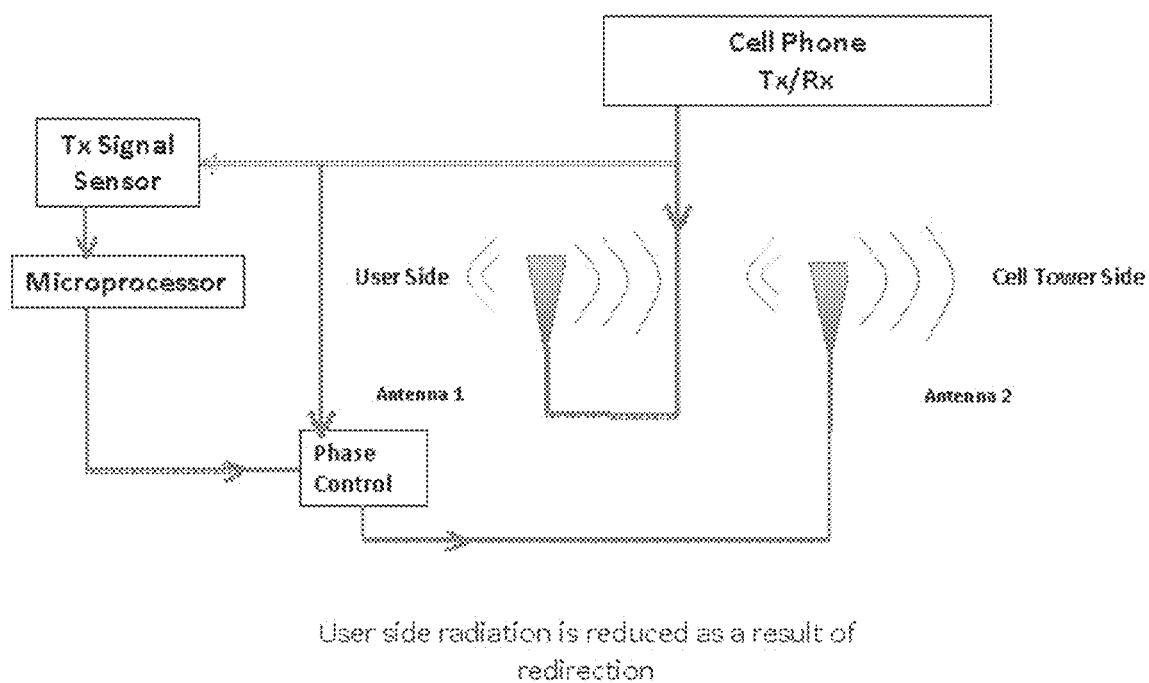 Cell Phone
Tx/Rx
Tx Signal
Sensor
Microprocessor
User Side
Cell Tower Side
Antenna 1
Antenna 2
Phase
Control
User side radiation is reduced as a result of
redirection